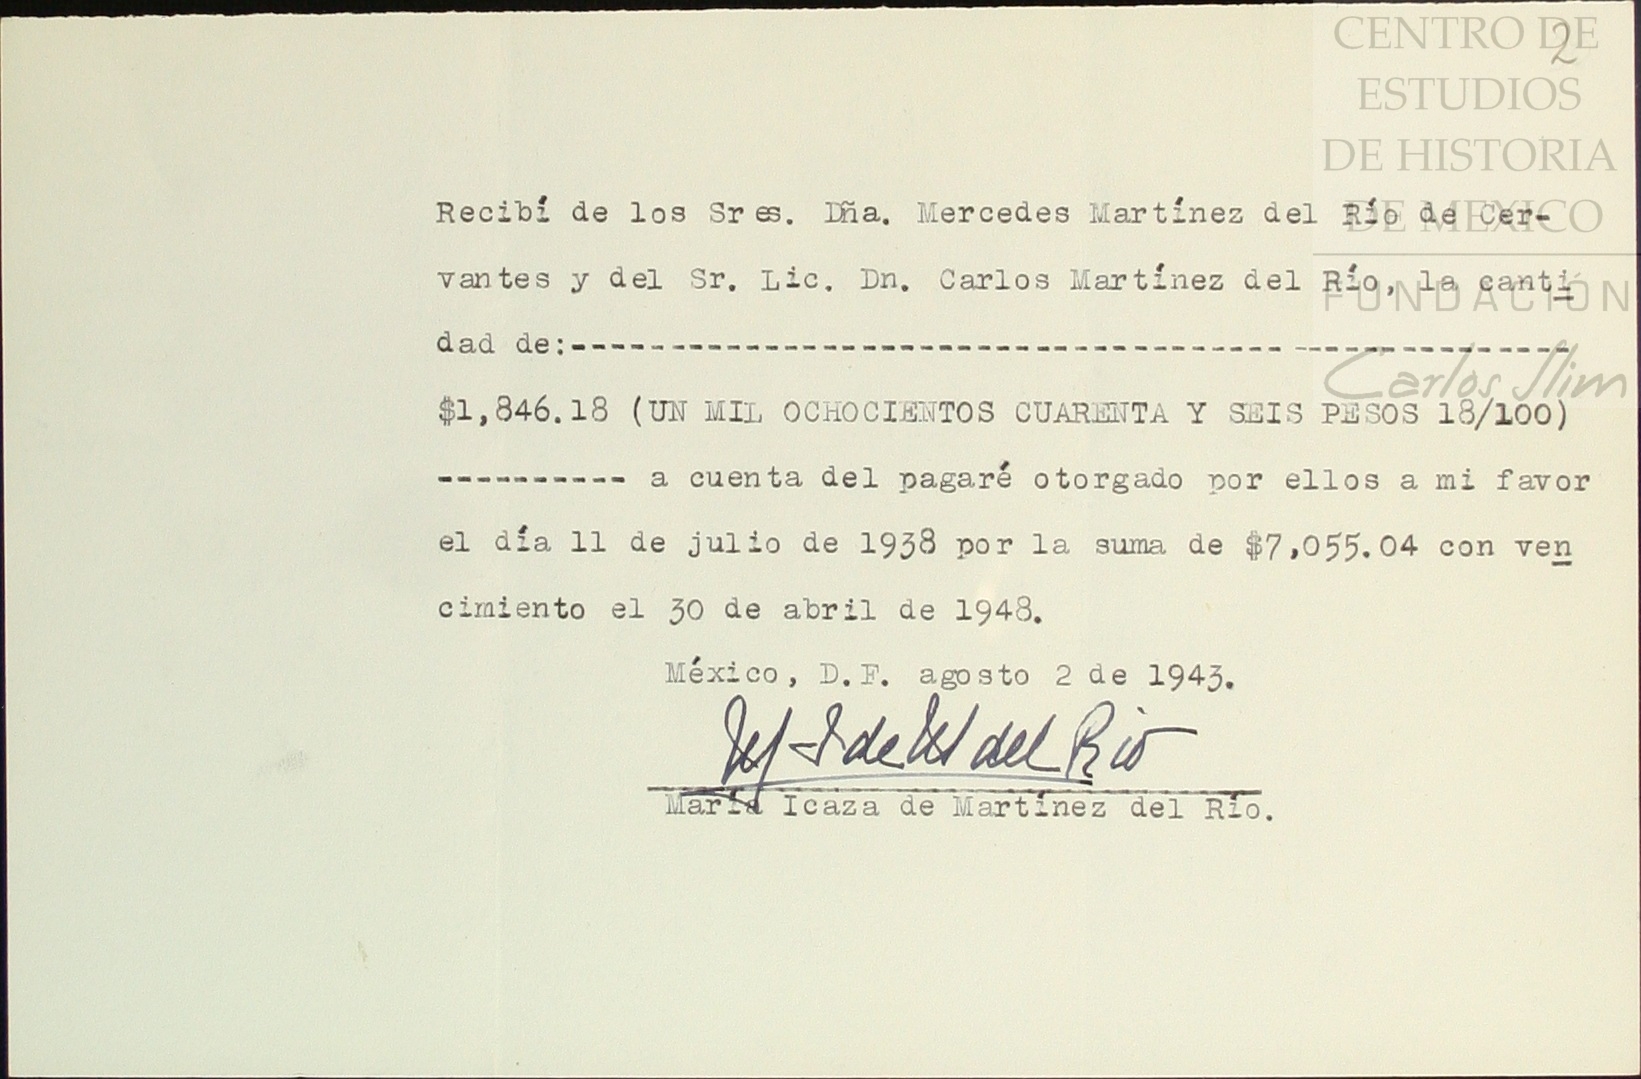 CENTRO DE
2
ESTUDIOS
DE HISTORIA
DE MEXICO
FUNDACIÓN
Carlos Slim
Recibí de los Sres. Dña. Mercedes Martínez del Río de Cer-
vantes y del Sr. Lic. Dn. Carlos Martínez del Río, la canti
dad de:--------------------------------------------------
$1,846.18 (UN MIL OCHOCIENTOS CUARENTA Y SEIS PESOS 18/100)
---------- a cuenta del pagaré otorgado por ellos a mi favor
el día 11 de julio de 1938 por la suma de $7,055.04 con ven
cimiento el 30 de abril de 1948.
México, D.F. agosto 2 de 1943.
M I de M del Río
María Icaza de Martínez del Río.